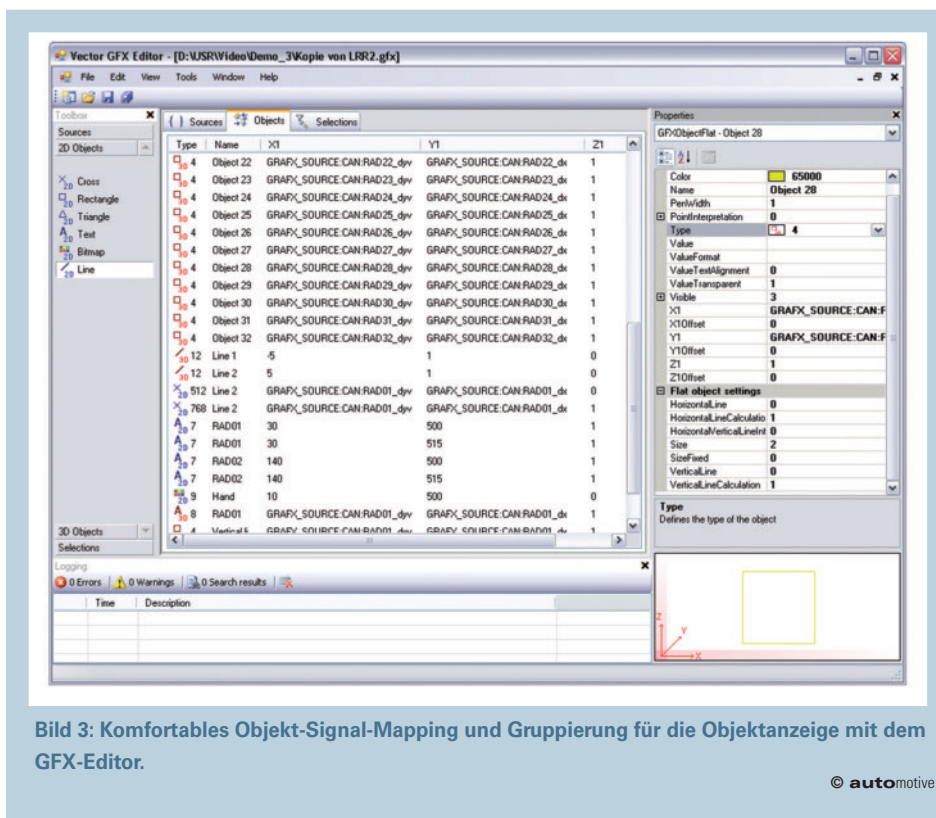 Vector GFX Editor - [D:\USR\Video\Demo_3\Kopie von LRR2.gfx]
File Edit View Tools Window Help
Toolbox
Sources
2D Objects
Cross
Rectangle
Triangle
Text
Bitmap
Line
3D Objects
Selections
{ } Sources Objects Selections
Type Name X1 Y1 Z1
4 Object 22 GRAFX_SOURCE:CAN:RAD22_dyv GRAFX_SOURCE:CAN:RAD22_dx 1
4 Object 23 GRAFX_SOURCE:CAN:RAD23_dyv GRAFX_SOURCE:CAN:RAD23_dx 1
4 Object 24 GRAFX_SOURCE:CAN:RAD24_dyv GRAFX_SOURCE:CAN:RAD24_dx 1
4 Object 25 GRAFX_SOURCE:CAN:RAD25_dyv GRAFX_SOURCE:CAN:RAD25_dx 1
4 Object 26 GRAFX_SOURCE:CAN:RAD26_dyv GRAFX_SOURCE:CAN:RAD26_dx 1
4 Object 27 GRAFX_SOURCE:CAN:RAD27_dyv GRAFX_SOURCE:CAN:RAD27_dx 1
4 Object 28 GRAFX_SOURCE:CAN:RAD28_dyv GRAFX_SOURCE:CAN:RAD28_dx 1
4 Object 29 GRAFX_SOURCE:CAN:RAD29_dyv GRAFX_SOURCE:CAN:RAD29_dx 1
4 Object 30 GRAFX_SOURCE:CAN:RAD30_dyv GRAFX_SOURCE:CAN:RAD30_dx 1
4 Object 31 GRAFX_SOURCE:CAN:RAD31_dyv GRAFX_SOURCE:CAN:RAD31_dx 1
4 Object 32 GRAFX_SOURCE:CAN:RAD32_dyv GRAFX_SOURCE:CAN:RAD32_dx 1
12 Line 1 -5 1 0
12 Line 2 5 1 0
512 Line 2 GRAFX_SOURCE:CAN:RAD01_dyv GRAFX_SOURCE:CAN:RAD01_dx 0
768 Line 2 GRAFX_SOURCE:CAN:RAD01_dyv GRAFX_SOURCE:CAN:RAD01_dx 1
7 RAD01 30 500 1
7 RAD01 30 515 1
7 RAD02 140 500 1
7 RAD02 140 515 1
9 Hand 10 500 0
8 RAD01 GRAFX_SOURCE:CAN:RAD01_dyv GRAFX_SOURCE:CAN:RAD01_dx 1
4 GRAFX_SOURCE:CAN:RAD01_dyv GRAFX_SOURCE:CAN:RAD01_dx 1
Properties
GFXObjectFlat - Object 28
Color 65000
Name Object 28
PenWidth 1
PointInterpretation 0
Type 4
Value
ValueFormat
ValueTextAlignment 0
ValueTransparent 1
Visible 3
X1 GRAFX_SOURCE:CAN:F
X1Offset 0
Y1 GRAFX_SOURCE:CAN:F
Y1Offset 0
Z1 1
Z1Offset 0
Flat object settings
HorizontalLine 0
HorizontalLineCalculatio 1
HorizontalVerticalLineInt 0
Size 2
SizeFixed 0
VerticalLine 0
VerticalLineCalculation 1
Type
Defines the type of the object
Z
Y
X
Logging
0 Errors 0 Warnings 0 Search results
Time Description
Bild 3: Komfortables Objekt-Signal-Mapping und Gruppierung für die Objektanzeige mit dem
GFX-Editor.
© automotive